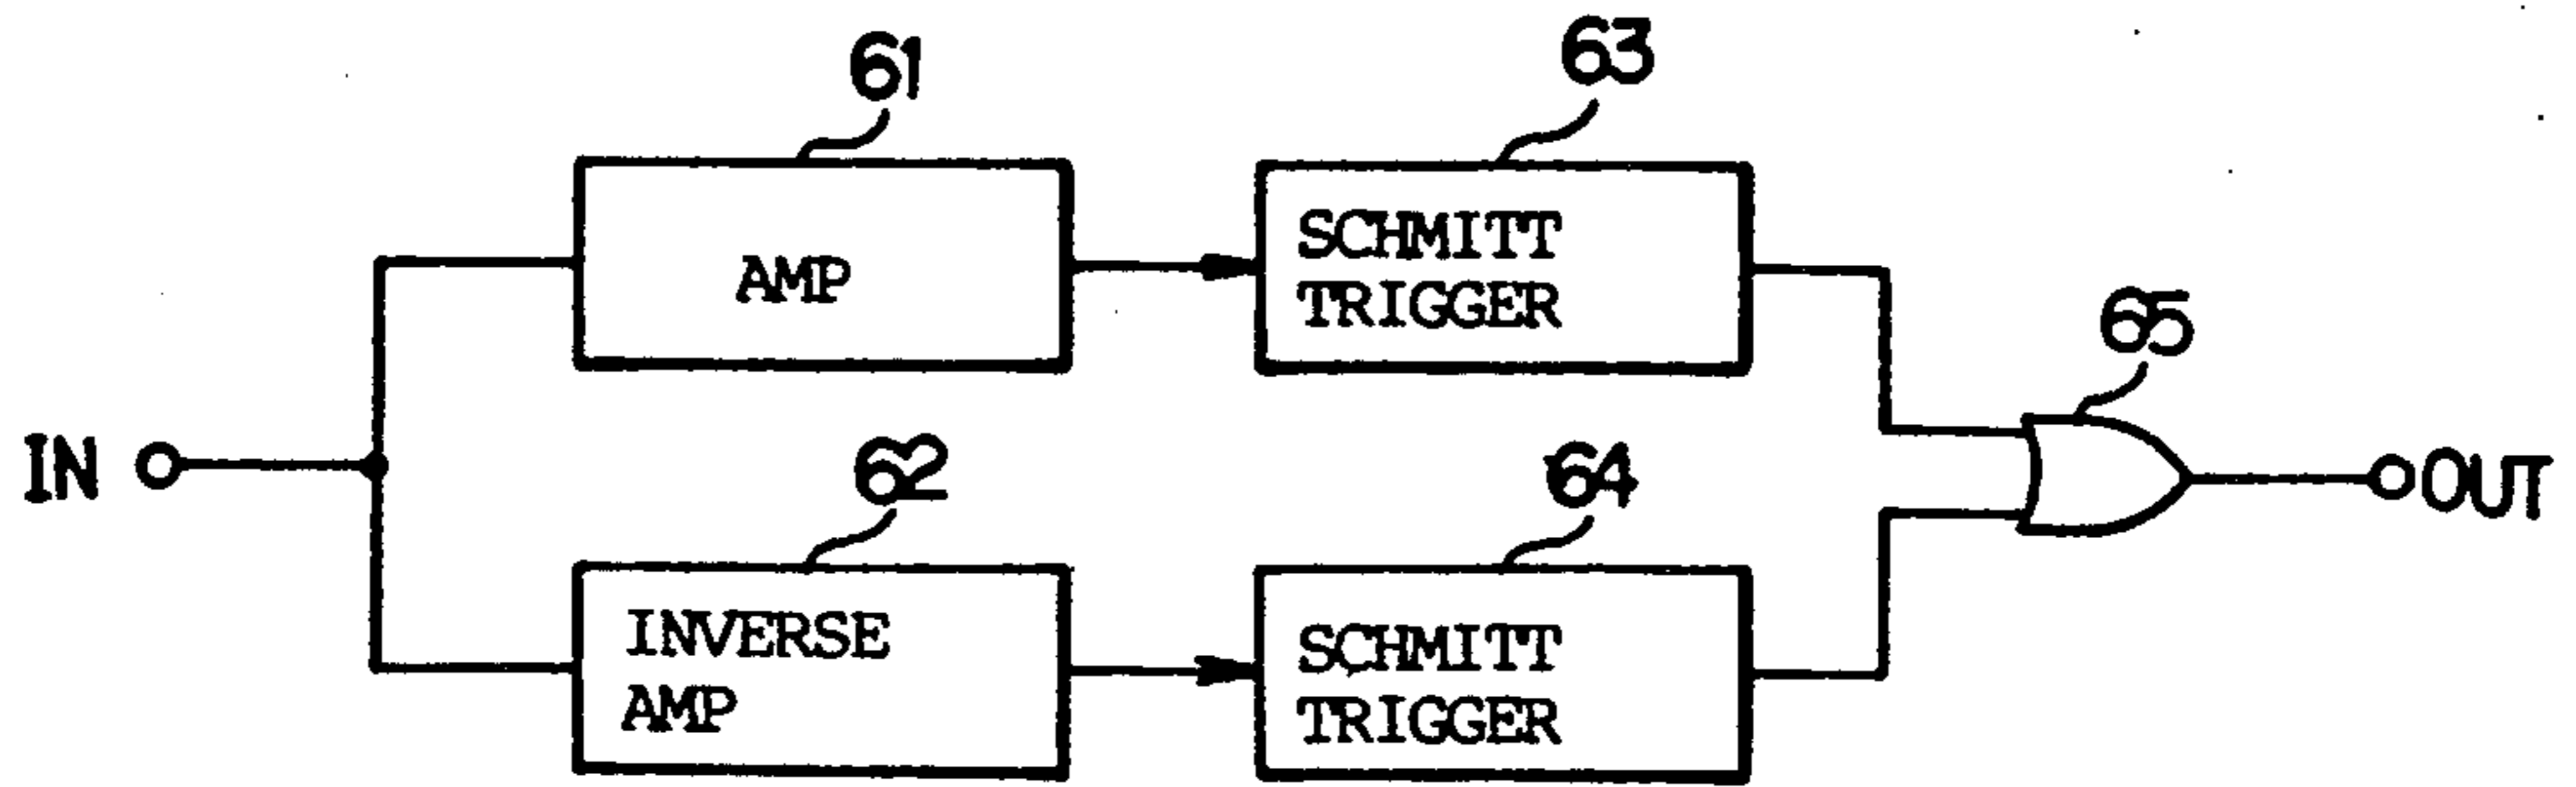 61
63
AMP
SCHMITT
TRIGGER
65
IN
OUT
62
64
INVERSE
AMP
SCHMITT
TRIGGER